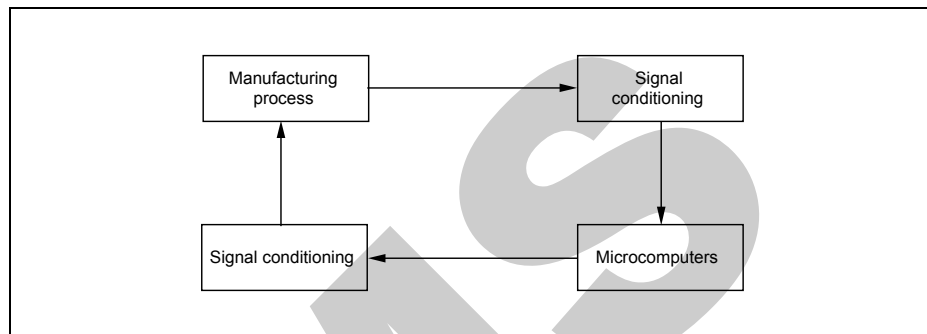 Manufacturing
process
Signal
conditioning
Signal conditioning
Microcomputers